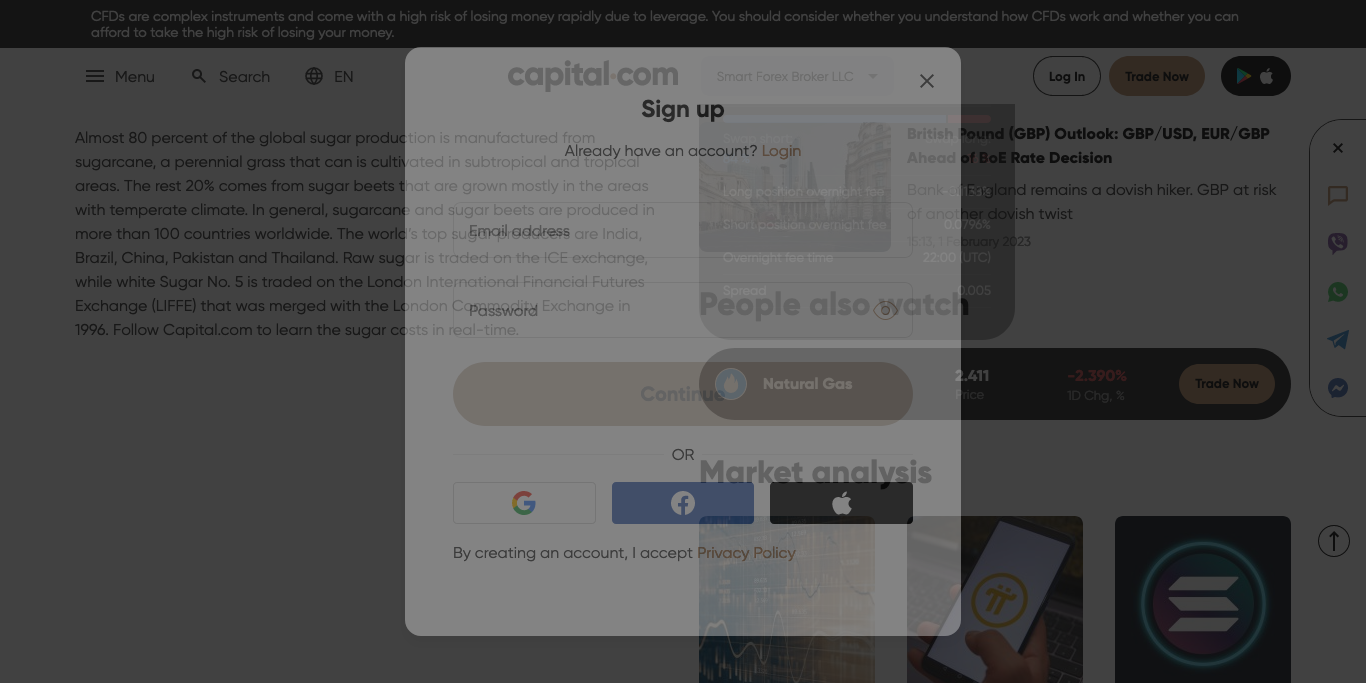 CFDs are complex instruments and come with a high risk of losing money rapidly due to leverage. You should consider whether you understand how CFDs work and whether you can
afford to take the high risk of losing your money.
Menu
Search
EN
capital.com
Smart Forex Broker LLC
Log In
Trade Now
Sign up
Already have an account? Login
Email address
Password
Continue
OR
By creating an account, I accept Privacy Policy
Almost 80 percent of the global sugar production is manufactured from
sugarcane, a perennial grass that can is cultivated in subtropical and tropical
areas. The rest 20% comes from sugar beets that are grown mostly in the areas
with temperate climate. In general, sugarcane and sugar beets are produced in
more than 100 countries worldwide. The world's top sugar producers are India,
Brazil, China, Pakistan and Thailand. Raw sugar is traded on the ICE exchange,
while white Sugar No. 5 is traded on the London International Financial Futures
Exchange (LIFFE) that was merged with the London Commodity Exchange in
1996. Follow Capital.com to learn the sugar costs in real-time.
Long position overnight fee
Short position overnight fee
0.0796%
Overnight fee time
22:00 (UTC)
Spread
0.005
British Pound (GBP) Outlook: GBP/USD, EUR/GBP
Ahead of BoE Rate Decision
Bank of England remains a dovish hiker. GBP at risk
of another dovish twist
15:13, 1 February 2023
People also watch
Natural Gas
2.411
Price
-2.390%
1D Chg, %
Trade Now
Market analysis